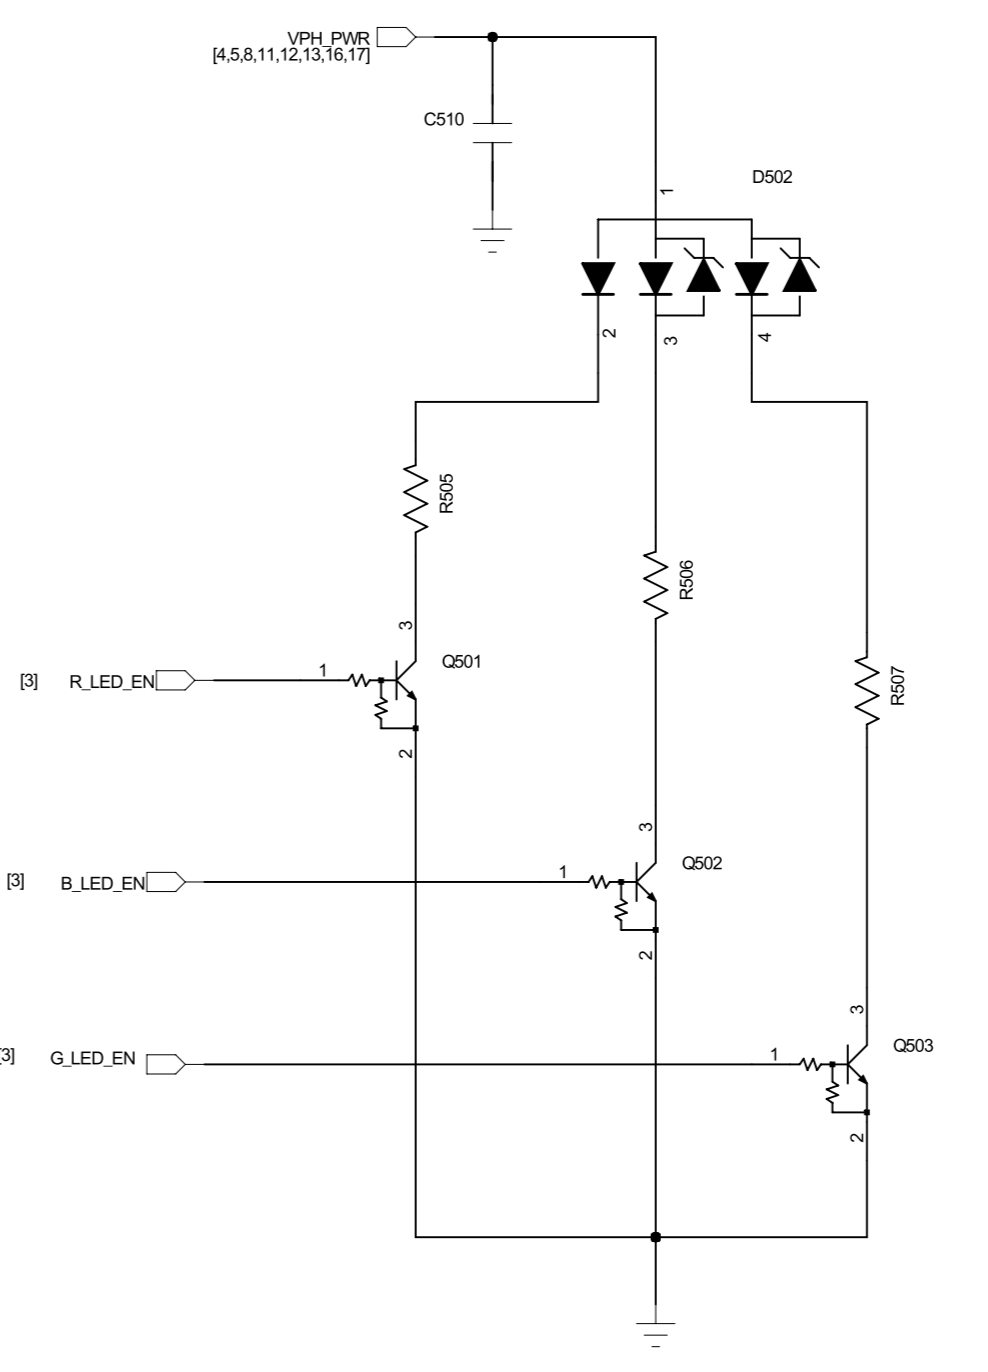 VPH_PWR
[4,5,8,11,12,13,16,17]
C510
D502
1
2
3
4
R505
R506
3
Q501
1
[3] R_LED_EN
R507
2
3
Q502
1
[3] B_LED_EN
2
3
Q503
1
[3] G_LED_EN
2